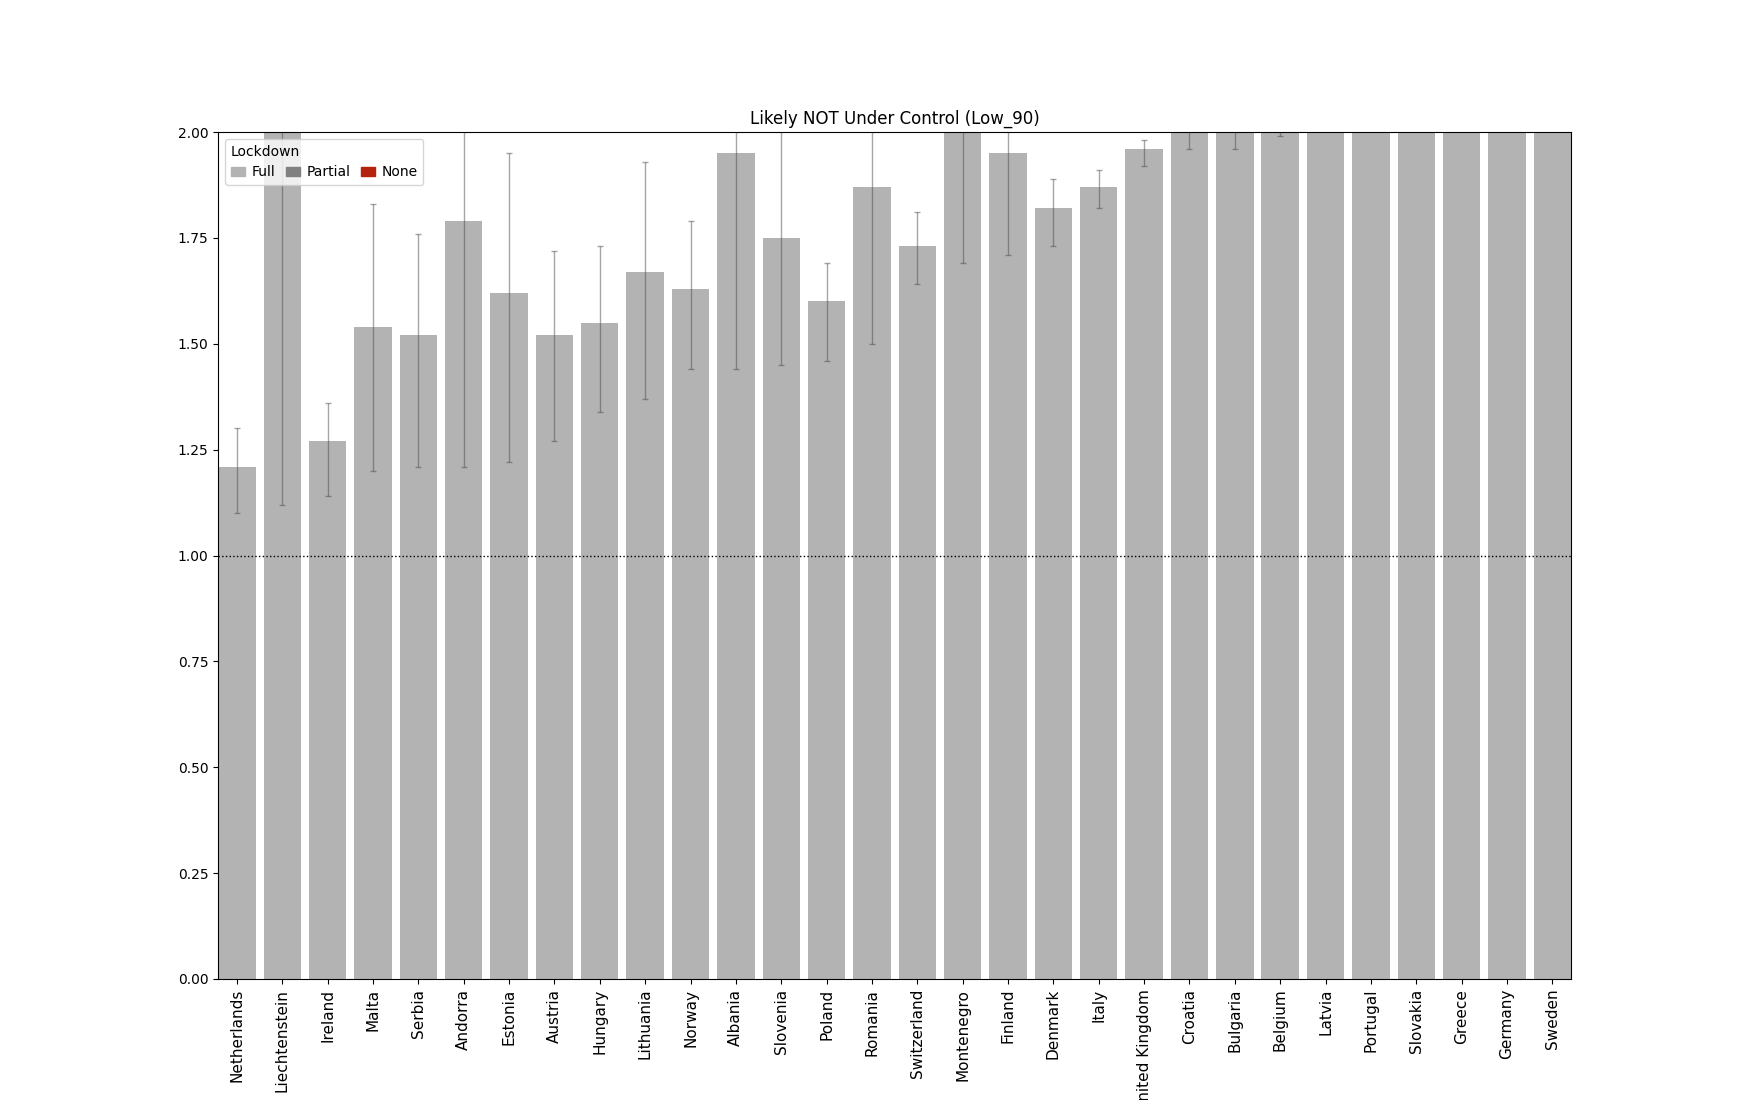 Likely NOT Under Control (Low_90)
Lockdown
Full Partial None
2.00
1.75
1.50
1.25
1.00
0.75
0.50
0.25
0.00
Netherlands
Liechtenstein
Ireland
Malta
Serbia
Andorra
Estonia
Austria
Hungary
Lithuania
Norway
Albania
Slovenia
Poland
Romania
Switzerland
Montenegro
Finland
Denmark
Italy
nited Kingdom
Croatia
Bulgaria
Belgium
Latvia
Portugal
Slovakia
Greece
Germany
Sweden